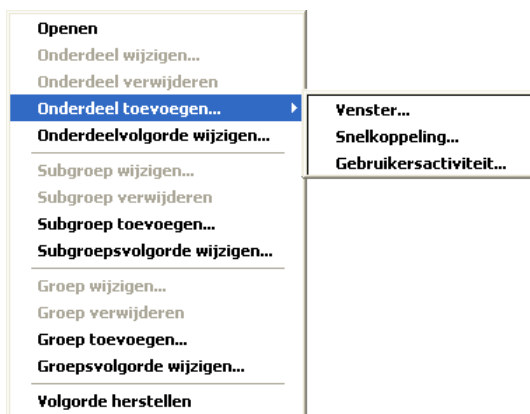 Openen
Onderdeel wijzigen...
Onderdeel verwijderen
Onderdeel toevoegen...
Onderdeelvolgorde wijzigen...
Subgroep wijzigen...
Subgroep verwijderen
Subgroep toevoegen...
Subgroepsvolgorde wijzigen...
Groep wijzigen...
Groep verwijderen
Groep toevoegen...
Groepsvolgorde wijzigen...
Volgorde herstellen
Venster...
Snelkoppeling...
Gebruikersactiviteit...